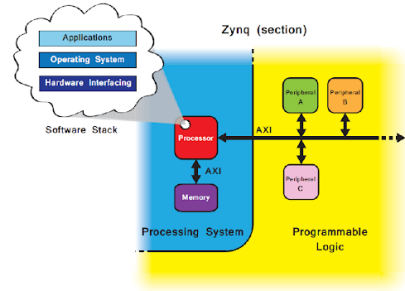 Zynq (section)
Applications
Operating System
Hardware Interfacing
Software Stack
Processor
AXI
Memory
Processing System
AXI
Peripheral
A
Peripheral
B
Peripheral
C
Programmable
Logic